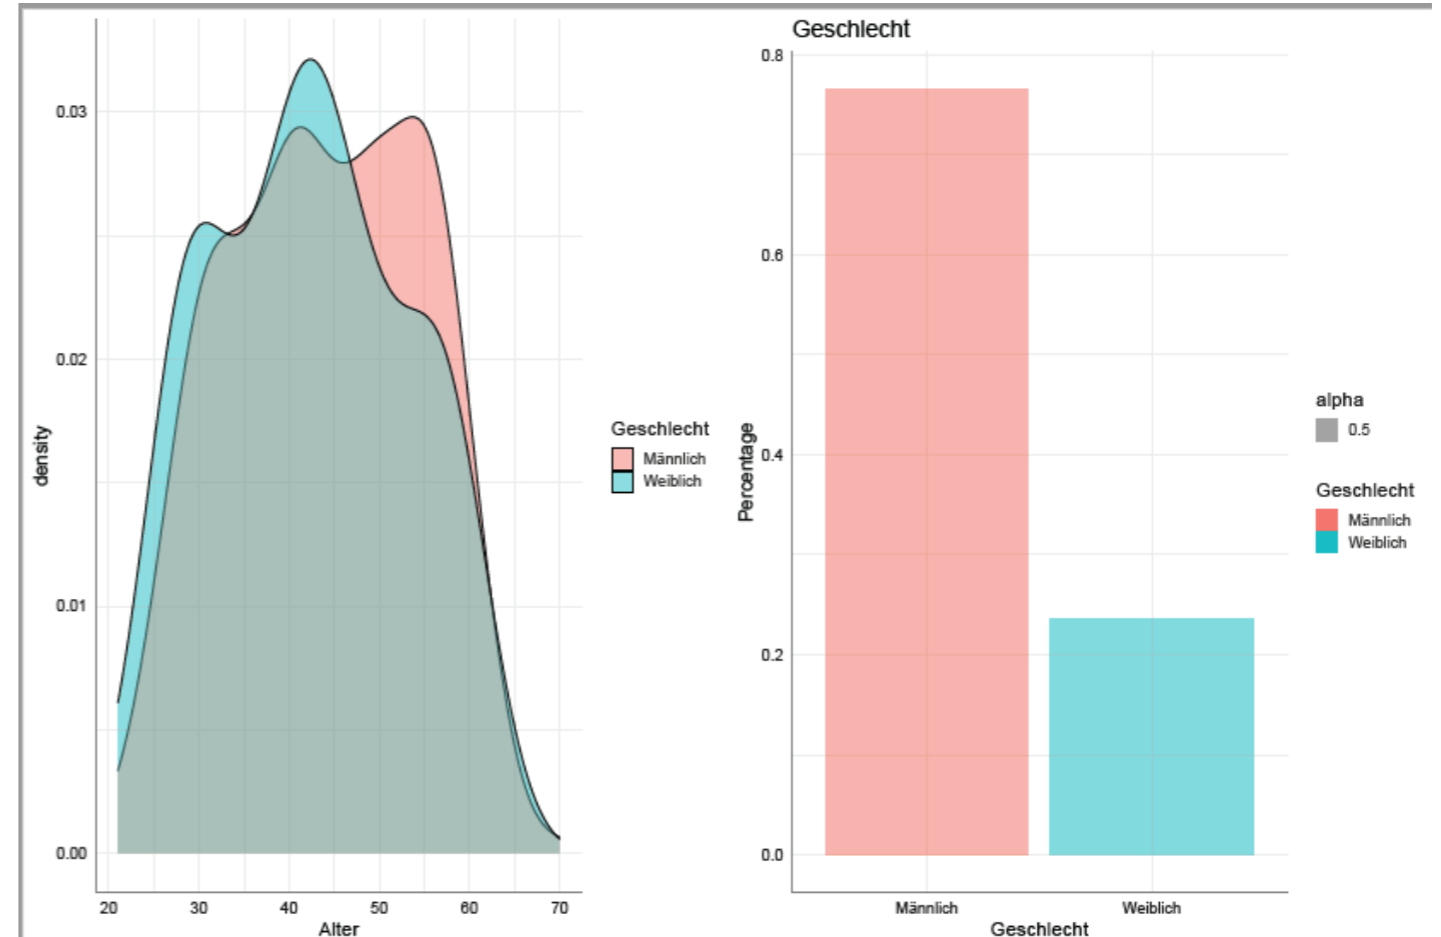 density
0.03
0.02
0.01
0.00
20 30 40 50 60 70
Alter
Geschlecht
Männlich
Weiblich
Geschlecht
Percentage
0.8
0.6
0.4
0.2
0.0
Männlich Weiblich
Geschlecht
alpha
0.5
Geschlecht
Männlich
Weiblich